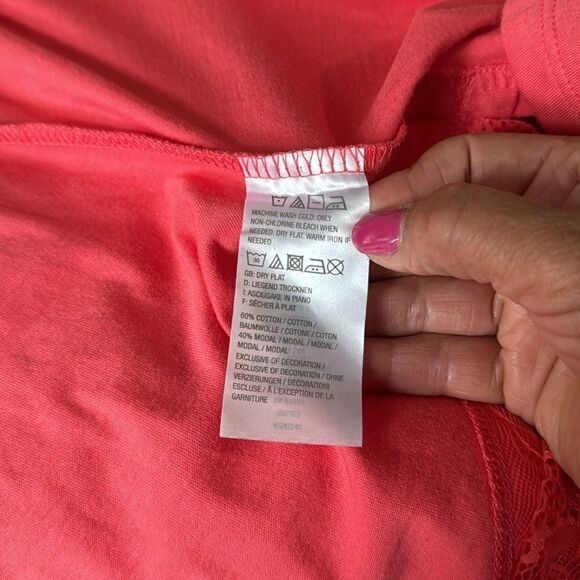 MACHINE WASH COLD. ONLY
NON-CHLORINE BLEACH WHEN
NEEDED. DRY FLAT. WARM IRON IF
NEEDED
30
GB: DRY FLAT
D: LIEGEND TROCKNEN
I: ASCIUGARE IN PIANO
F: SÉCHER À PLAT
60% COTTON / COTTON /
BAUMWOLLE / COTONE / COTON
40% MODAL / MODAL / MODAL /
MODAL / MODAL
EXCLUSIVE OF DECORATION /
EXCLUSIVE OF DECORATION / OHNE
VERZIERUNGEN / DECORAZIONI
ESCLUSE / À L'EXCEPTION DE LA
GARNITURE